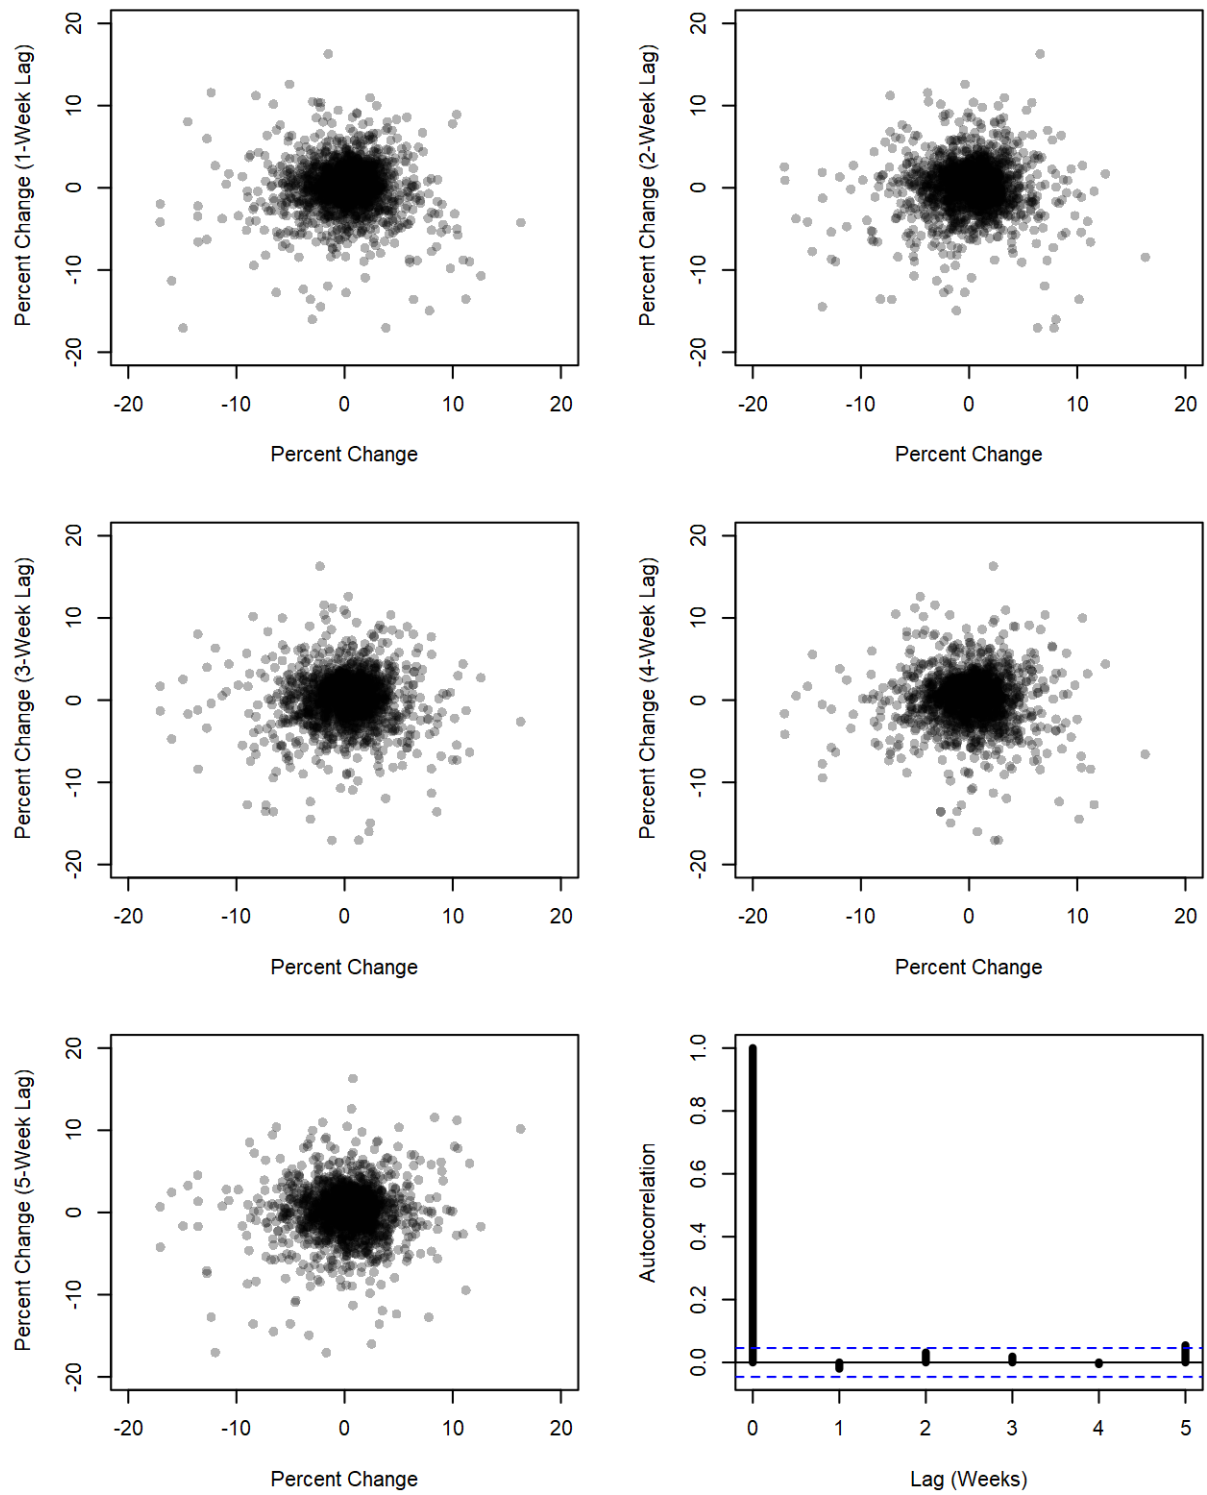 20
10
0
-10
-20
Percent Change (1-Week Lag)
-20 -10 0 10 20
Percent Change
20
10
0
-10
-20
Percent Change (2-Week Lag)
-20 -10 0 10 20
Percent Change
20
10
0
-10
-20
Percent Change (3-Week Lag)
-20 -10 0 10 20
Percent Change
20
10
0
-10
-20
Percent Change (4-Week Lag)
-20 -10 0 10 20
Percent Change
20
10
0
-10
-20
Percent Change (5-Week Lag)
-20 -10 0 10 20
Percent Change
1.0
0.8
0.6
0.4
0.2
0.0
Autocorrelation
0 1 2 3 4 5
Lag (Weeks)